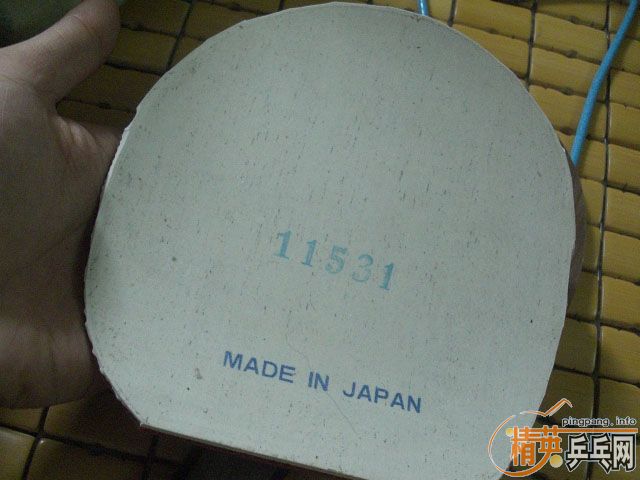 11531
MADE IN JAPAN
pingpang.info
精英乒乓网